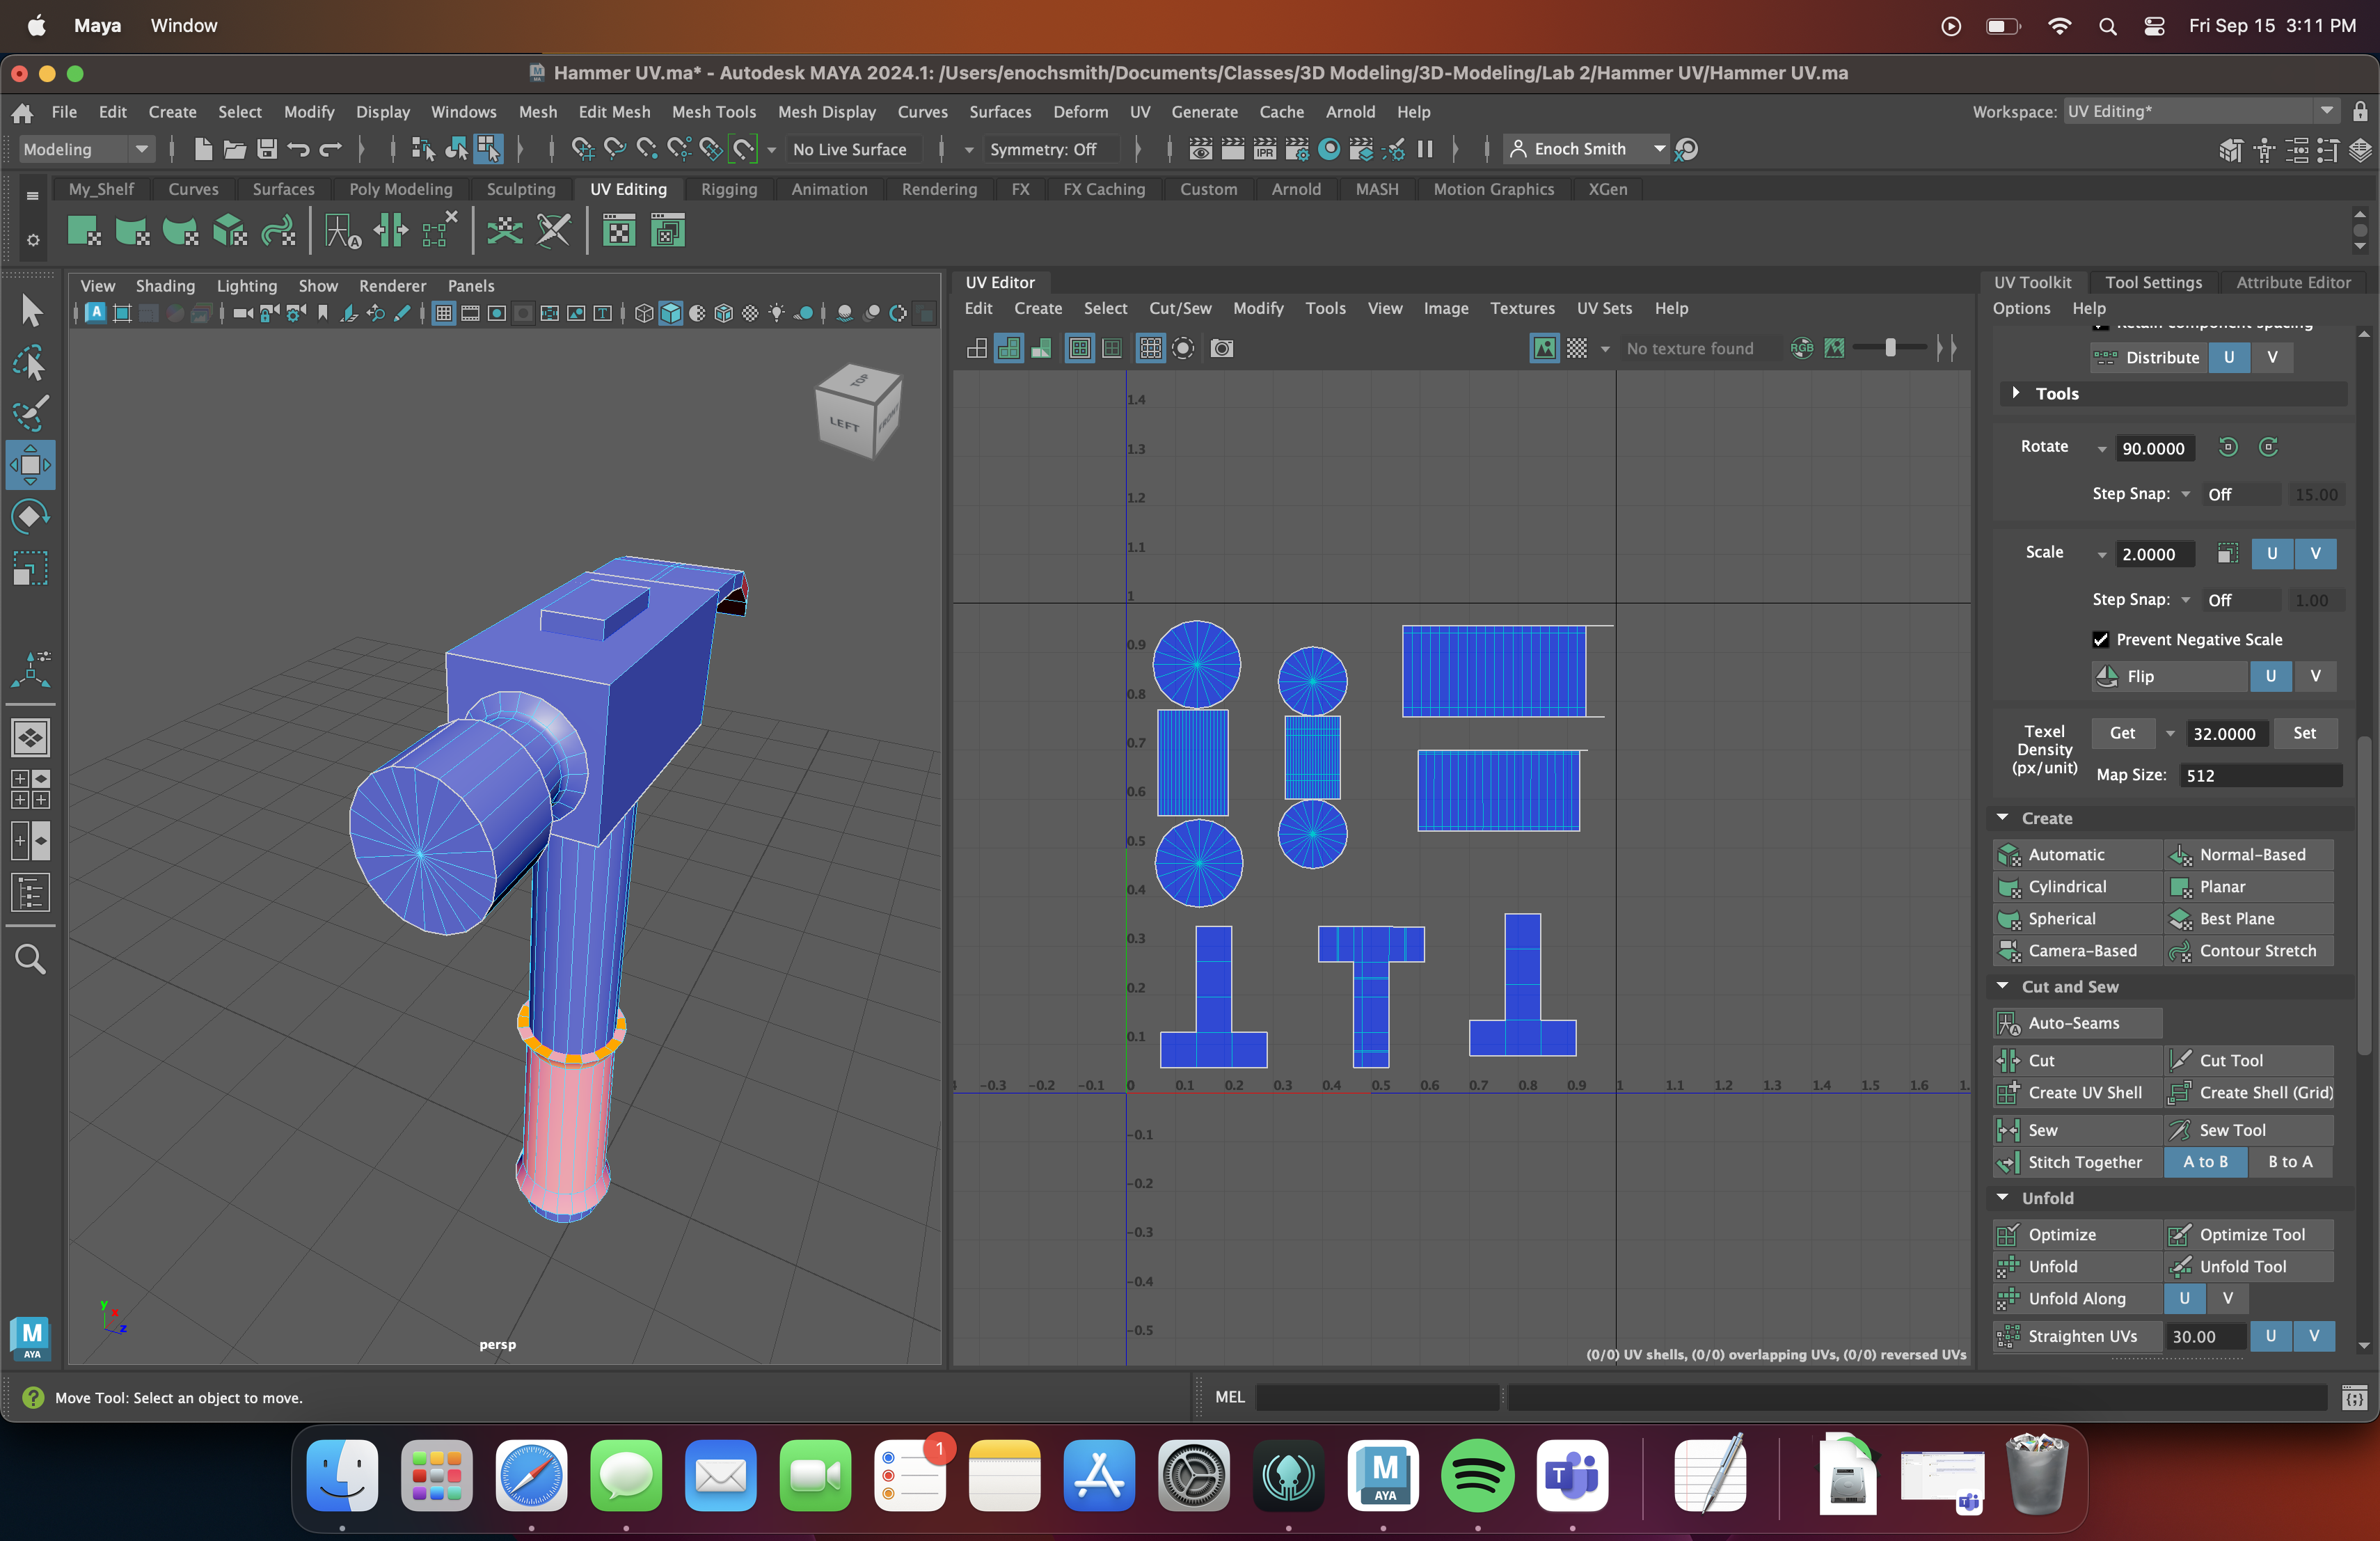 Maya Window
Fri Sep 15 3:11 PM
Hammer UV.ma* - Autodesk MAYA 2024.1: /Users/enochsmith/Documents/Classes/3D Modeling/3D-Modeling/Lab 2/Hammer UV/Hammer UV.ma
File Edit Create Select Modify Display Windows Mesh Edit Mesh Mesh Tools Mesh Display Curves Surfaces Deform UV Generate Cache Arnold Help
Workspace: UV Editing*
Modeling
No Live Surface
Symmetry: Off
IPR
Enoch Smith
My_Shelf Curves Surfaces Poly Modeling Sculpting UV Editing Rigging Animation Rendering FX FX Caching Custom Arnold MASH Motion Graphics XGen
View Shading Lighting Show Renderer Panels
TOP
LEFT
FRONT
y
x
z
persp
UV Editor
Edit Create Select Cut/Sew Modify Tools View Image Textures UV Sets Help
No texture found
RGB
1.4
1.3
1.2
1.1
1
0.9
0.8
0.7
0.6
0.5
0.4
0.3
0.2
0.1
-0.3 -0.2 -0.1 0 0.1 0.2 0.3 0.4 0.5 0.6 0.7 0.8 0.9 1 1.1 1.2 1.3 1.4 1.5 1.6
-0.1
-0.2
-0.3
-0.4
-0.5
(0/0) UV shells, (0/0) overlapping UVs, (0/0) reversed UVs
UV Toolkit Tool Settings Attribute Editor
Options Help
Retain component spacing
Distribute U V
Tools
Rotate 90.0000
Step Snap: Off 15.00
Scale 2.0000 U V
Step Snap: Off 1.00
Prevent Negative Scale
Flip U V
Texel Density (px/unit)
Get 32.0000 Set
Map Size: 512
Create
Automatic Normal-Based
Cylindrical Planar
Spherical Best Plane
Camera-Based Contour Stretch
Cut and Sew
Auto-Seams
Cut Cut Tool
Create UV Shell Create Shell (Grid)
Sew Sew Tool
Stitch Together A to B B to A
Unfold
Optimize Optimize Tool
Unfold Unfold Tool
Unfold Along U V
Straighten UVs 30.00 U V
M
AYA
Move Tool: Select an object to move.
MEL
1
M
AYA
T